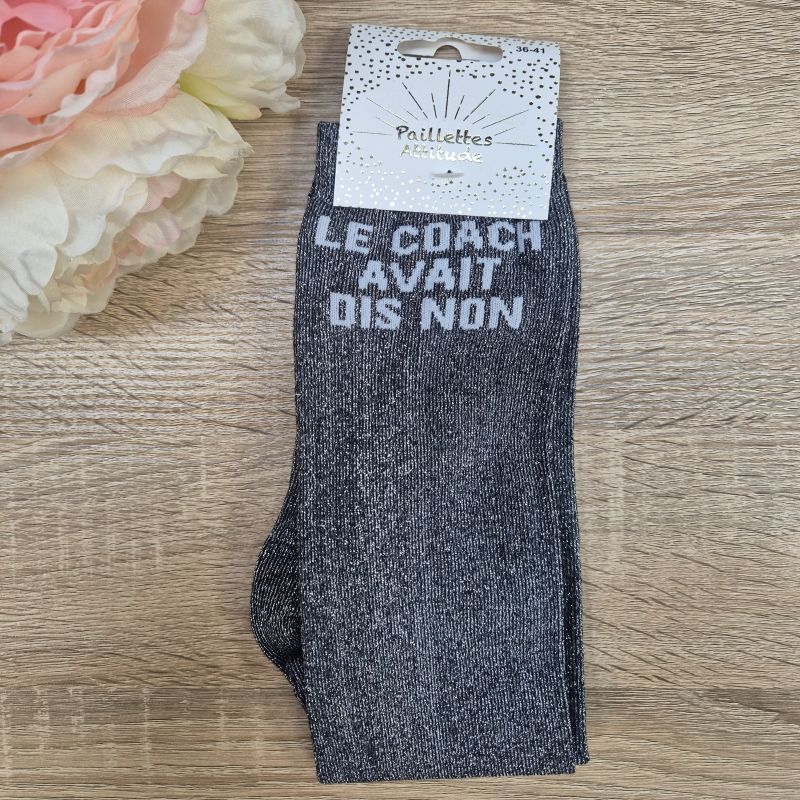 36-41
Paillettes
Attitude
LE COACH
AVAIT
DIS NON